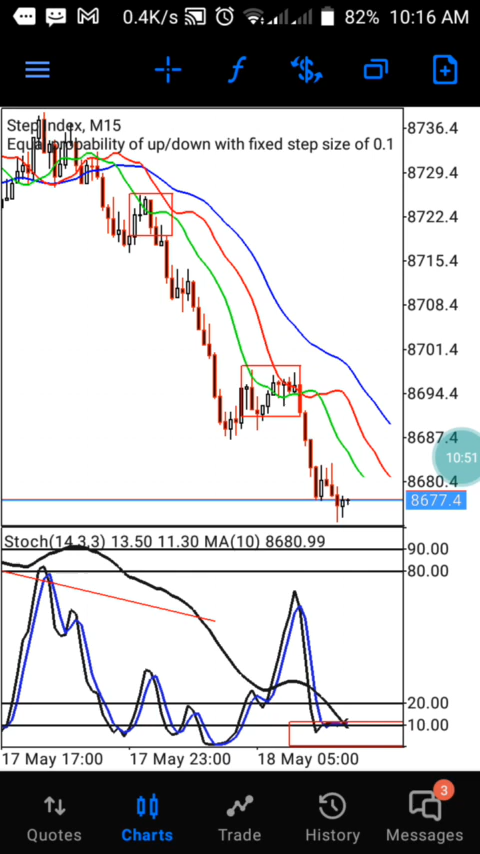 0.4K/s 82% 10:16 AM
Step Index, M15
Equal probability of up/down with fixed step size of 0.1
8736.4
8729.4
8722.4
8715.4
8708.4
8701.4
8694.4
8687.4
10:51
8680.4
8677.4
Stoch(14,3,3) 13.50 11.30 MA(10) 8680.99
90.00
80.00
20.00
10.00
17 May 17:00 17 May 23:00 18 May 05:00
3
Quotes Charts Trade History Messages